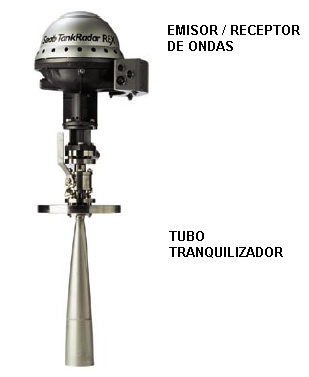 Saab TankRadar REX
EMISOR / RECEPTOR
DE ONDAS
TUBO
TRANQUILIZADOR